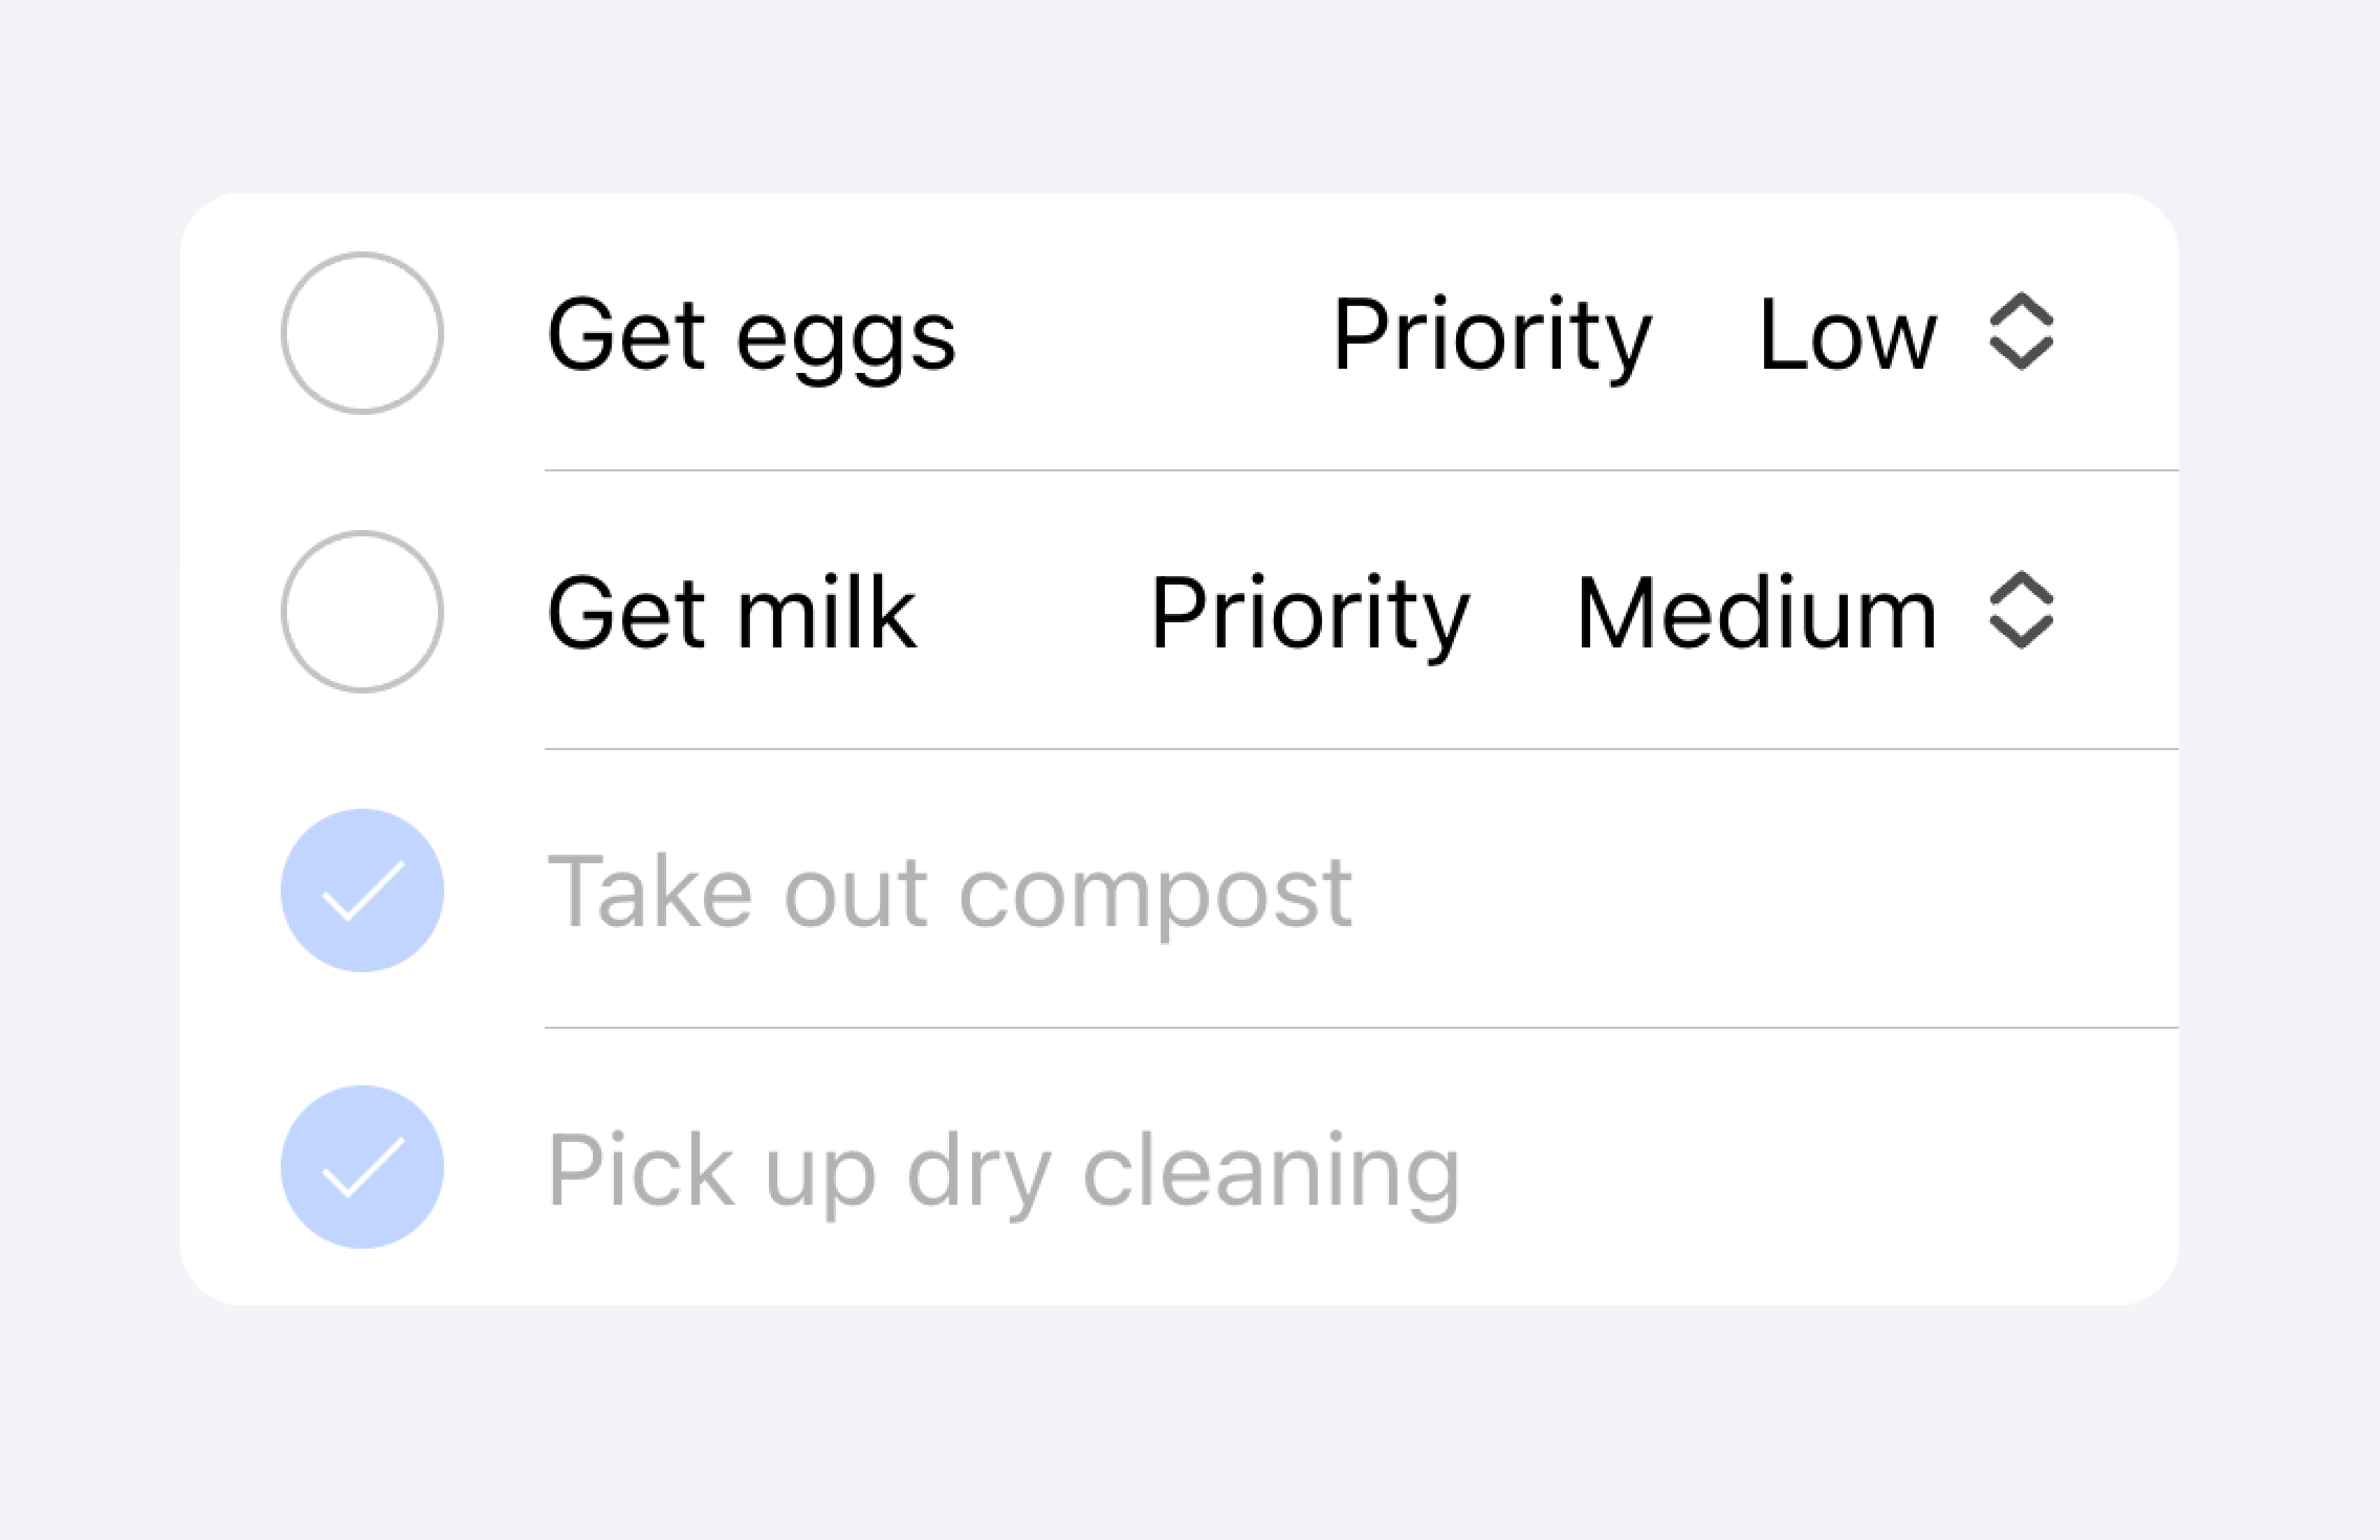 Get eggs Priority Low
Get milk Priority Medium
Take out compost
Pick up dry cleaning